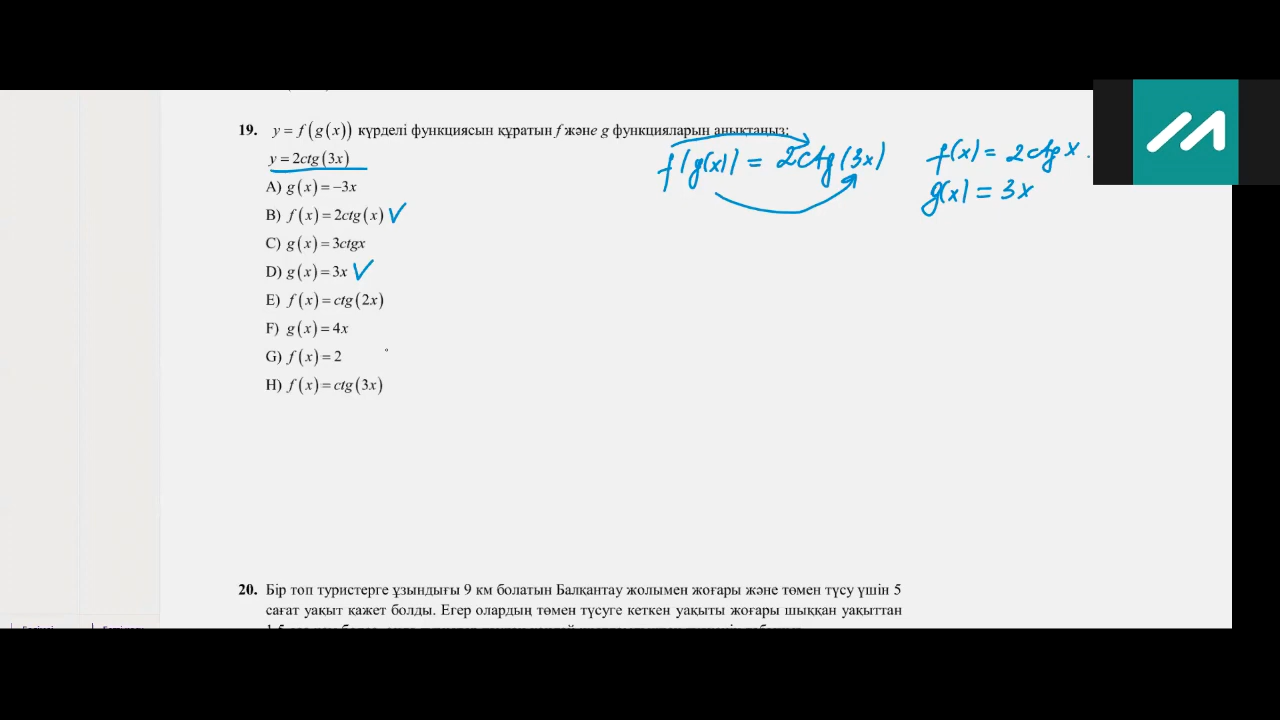 19. y = f(g(x)) күрделі функциясын құратын f және g функцияларын анықтаңыз:
y = 2ctg(3x)
f(g(x)) = 2ctg(3x)
f(x) = 2ctg x.
g(x) = 3x
A) g(x) = –3x
B) f(x) = 2ctg(x) V
C) g(x) = 3ctgx
D) g(x) = 3x V
E) f(x) = ctg(2x)
F) g(x) = 4x
G) f(x) = 2
H) f(x) = ctg(3x)
20. Бір топ туристерге ұзындығы 9 км болатын Балқантау жолымен жоғары және төмен түсу үшін 5
сағат уақыт қажет болды. Егер олардың төмен түсуге кеткен уақыты жоғары шыққан уақыттан